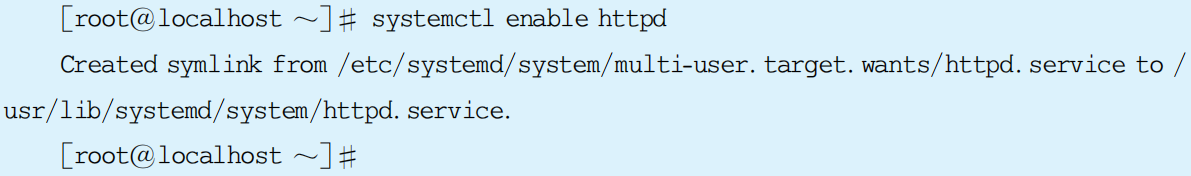 [root@localhost ~]# systemctl enable httpd
Created symlink from /etc/systemd/system/multi-user.target.wants/httpd.service to /
usr/lib/systemd/system/httpd.service.
[root@localhost ~]#